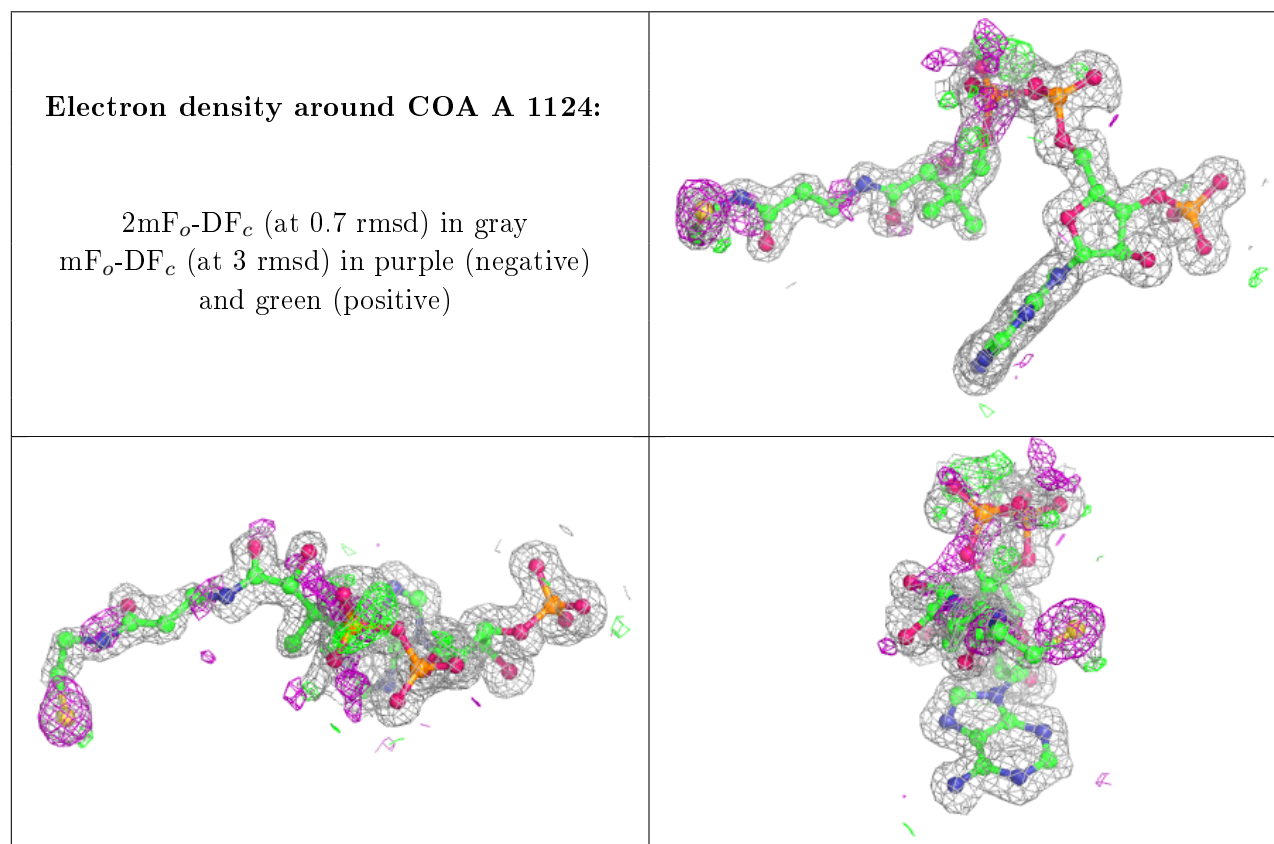 Electron density around COA A 1124:
2mFₒ-DF𝒸 (at 0.7 rmsd) in gray
mFₒ-DF𝒸 (at 3 rmsd) in purple (negative)
and green (positive)